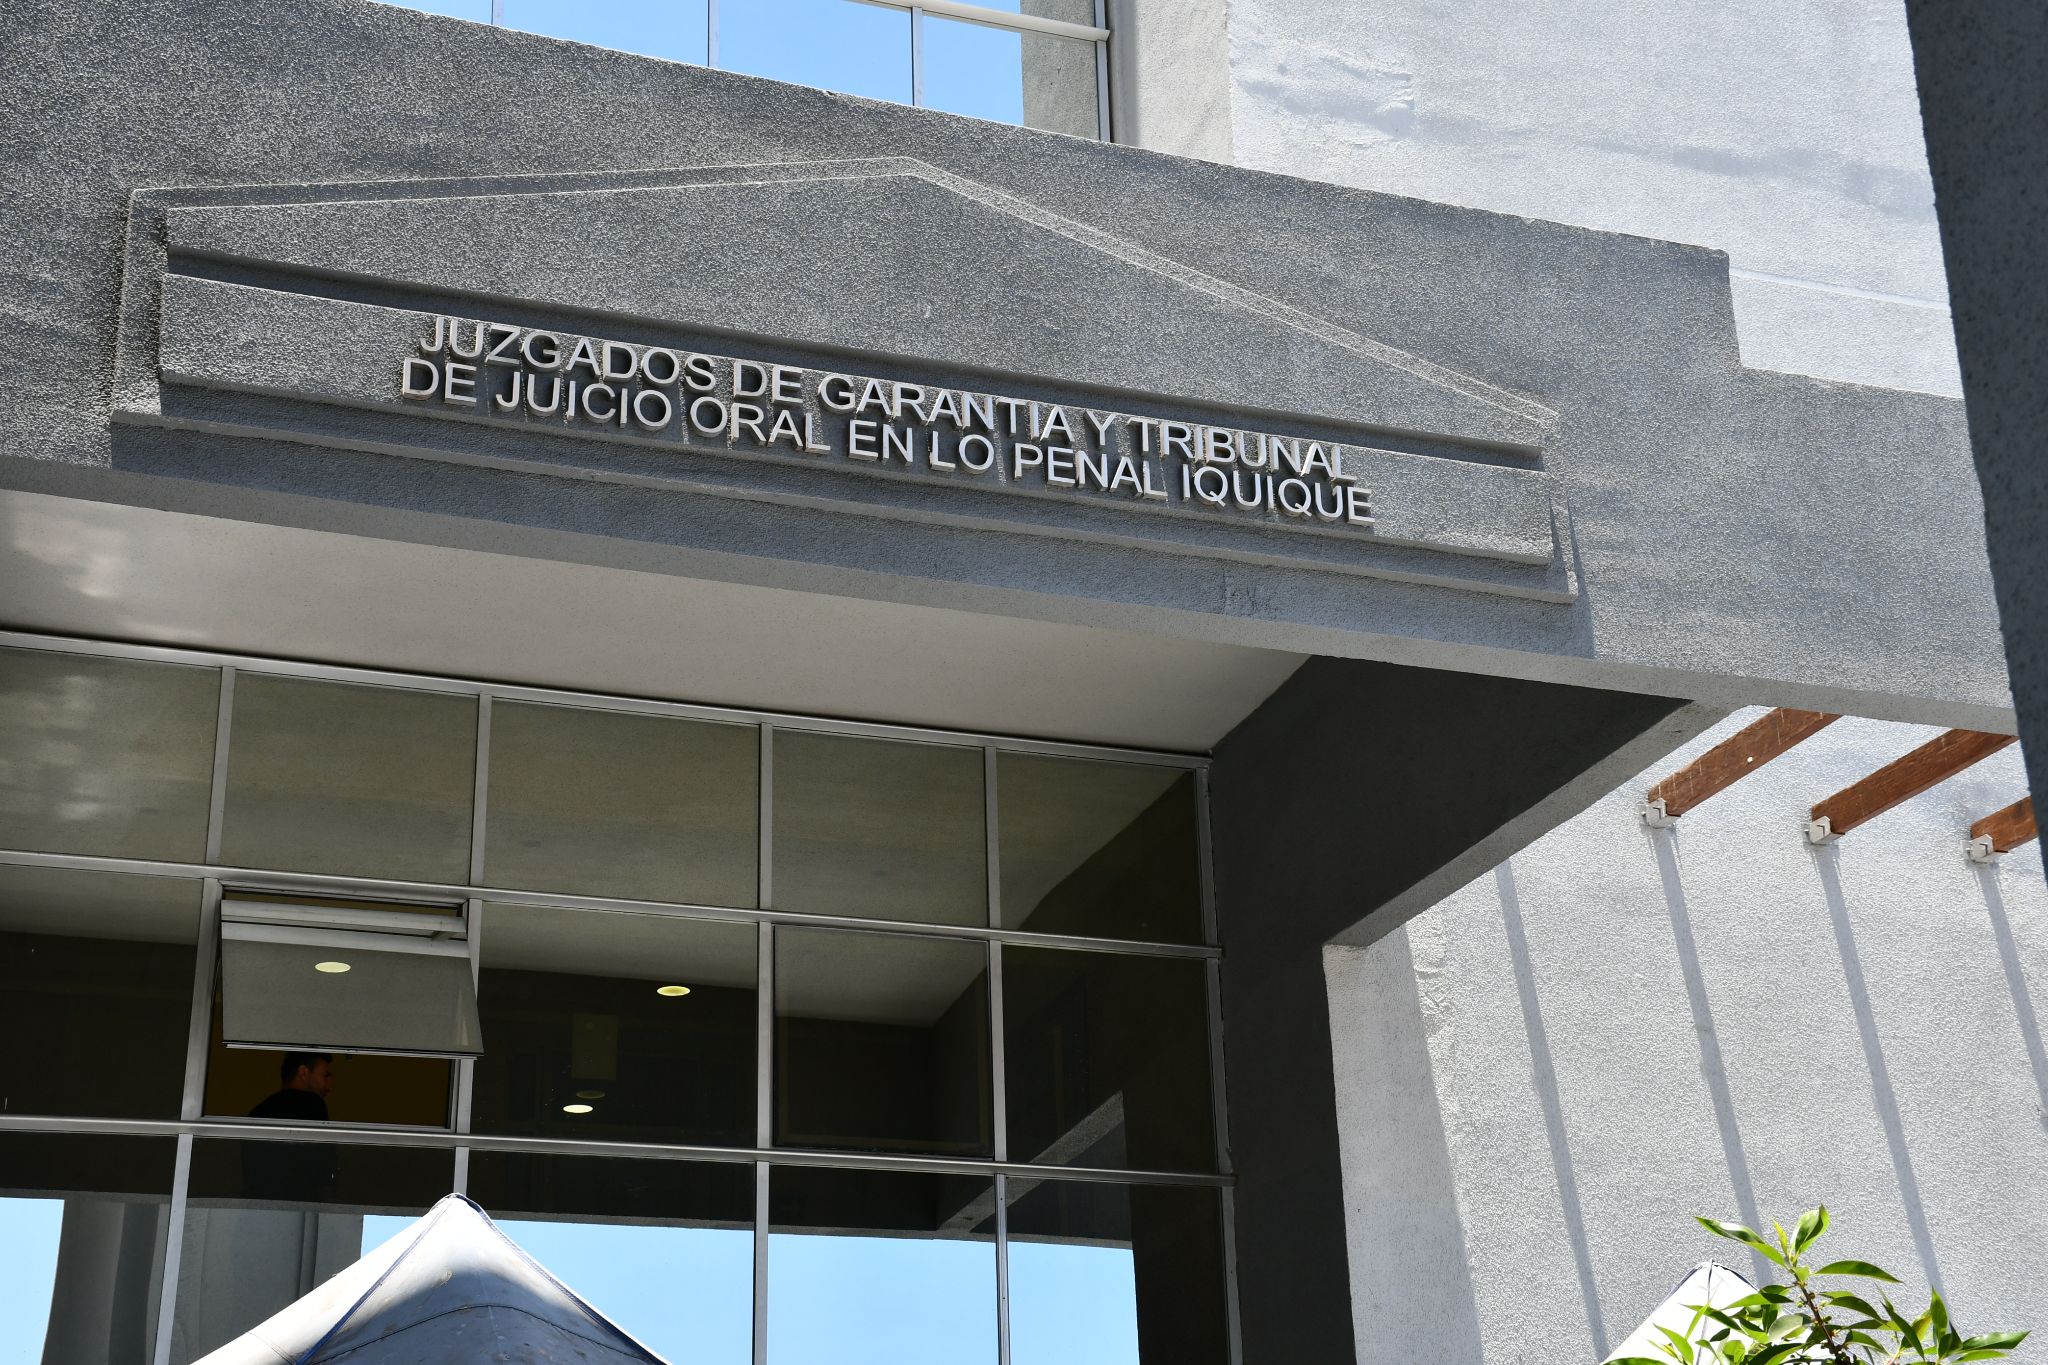 JUZGADOS DE GARANTIA Y TRIBUNAL
DE JUICIO ORAL EN LO PENAL IQUIQUE